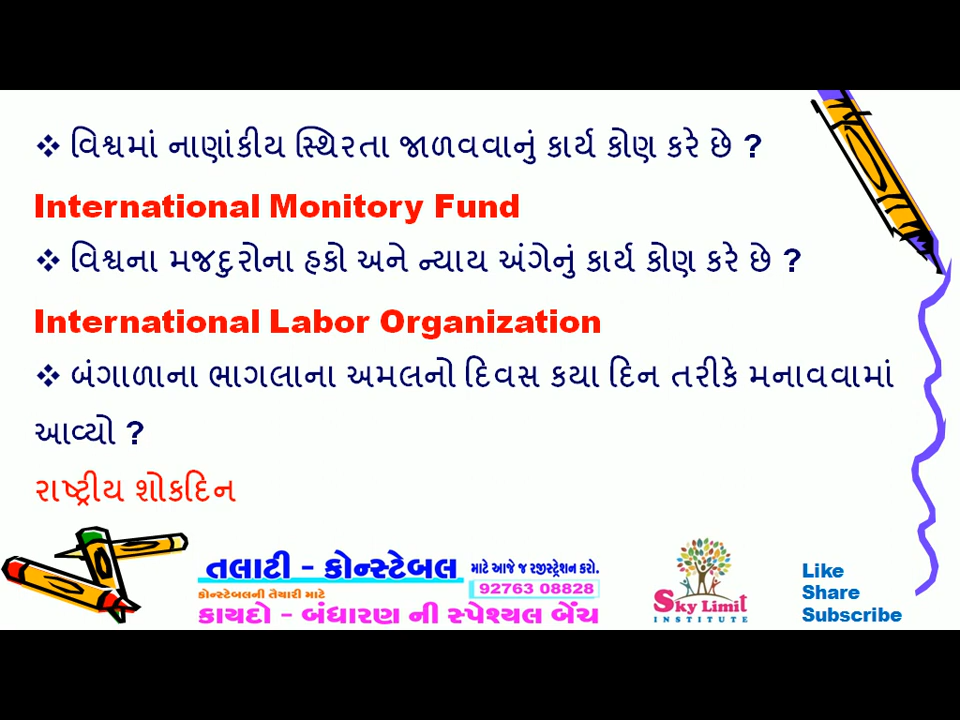 ❖ વિશ્વમાં નાણાંકીય સ્થિરતા જાળવવાનું કાર્ય કોણ કરે છે ?
International Monitory Fund
❖ વિશ્વના મજદુરોના હકો અને ન્યાય અંગેનું કાર્ય કોણ કરે છે ?
International Labor Organization
❖ બંગાળાના ભાગલાના અમલનો દિવસ કયા દિન તરીકે મનાવવામાં
આવ્યો ?
રાષ્ટ્રીય શોકદિન
તલાટી - કોન્સ્ટેબલ માટે આજે જ રજીસ્ટ્રેશન કરો.
કોન્સ્ટેબલની તૈયારી માટે 92763 08828
કાયદો - બંધારણ ની સ્પેશ્યલ બેંચ
Sky Limit
INSTITUTE
Like
Share
Subscribe